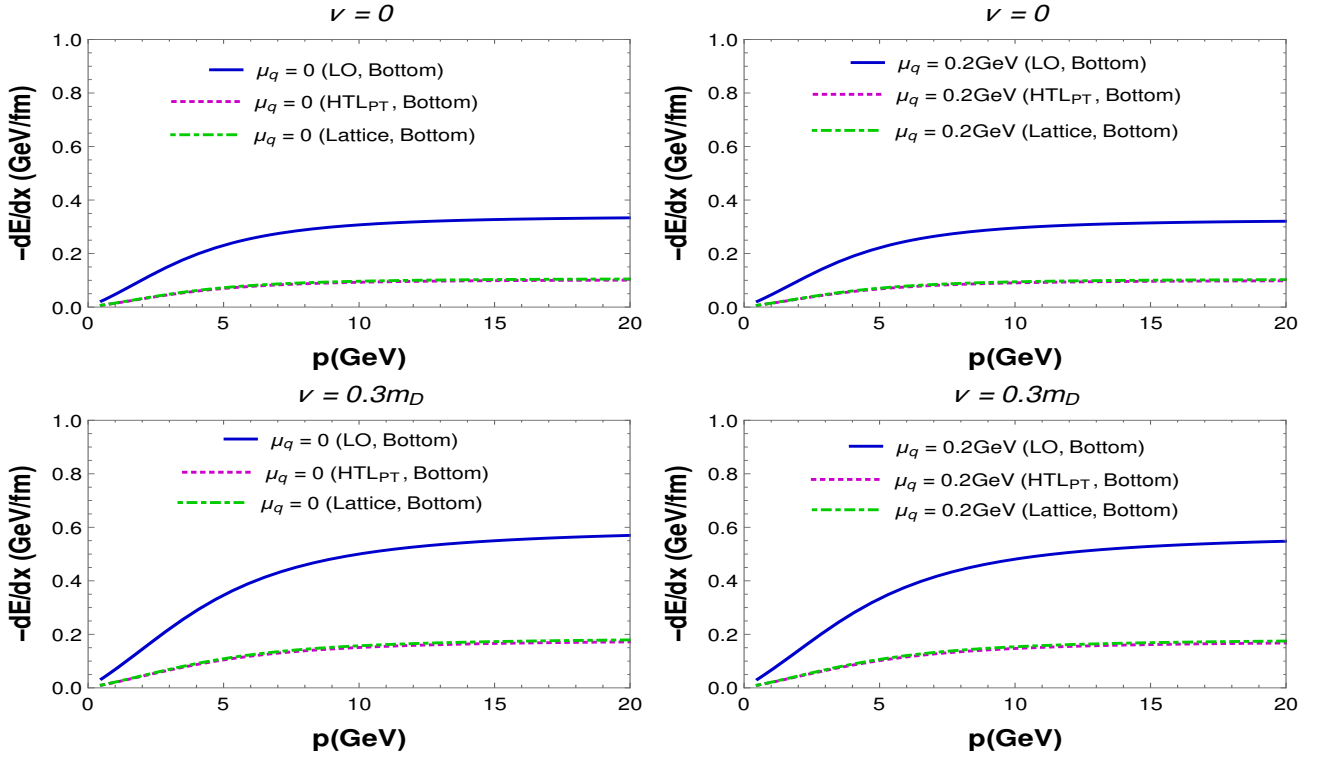 ν = 0
−dE/dx (GeV/fm)
1.0
0.8
0.6
0.4
0.2
0.0
μq = 0 (LO, Bottom)
μq = 0 (HTLPT, Bottom)
μq = 0 (Lattice, Bottom)
0 5 10 15 20
p(GeV)
ν = 0
−dE/dx (GeV/fm)
1.0
0.8
0.6
0.4
0.2
0.0
μq = 0.2GeV (LO, Bottom)
μq = 0.2GeV (HTLPT, Bottom)
μq = 0.2GeV (Lattice, Bottom)
0 5 10 15 20
p(GeV)
ν = 0.3mD
−dE/dx (GeV/fm)
1.0
0.8
0.6
0.4
0.2
0.0
μq = 0 (LO, Bottom)
μq = 0 (HTLPT, Bottom)
μq = 0 (Lattice, Bottom)
0 5 10 15 20
p(GeV)
ν = 0.3mD
−dE/dx (GeV/fm)
1.0
0.8
0.6
0.4
0.2
0.0
μq = 0.2GeV (LO, Bottom)
μq = 0.2GeV (HTLPT, Bottom)
μq = 0.2GeV (Lattice, Bottom)
0 5 10 15 20
p(GeV)